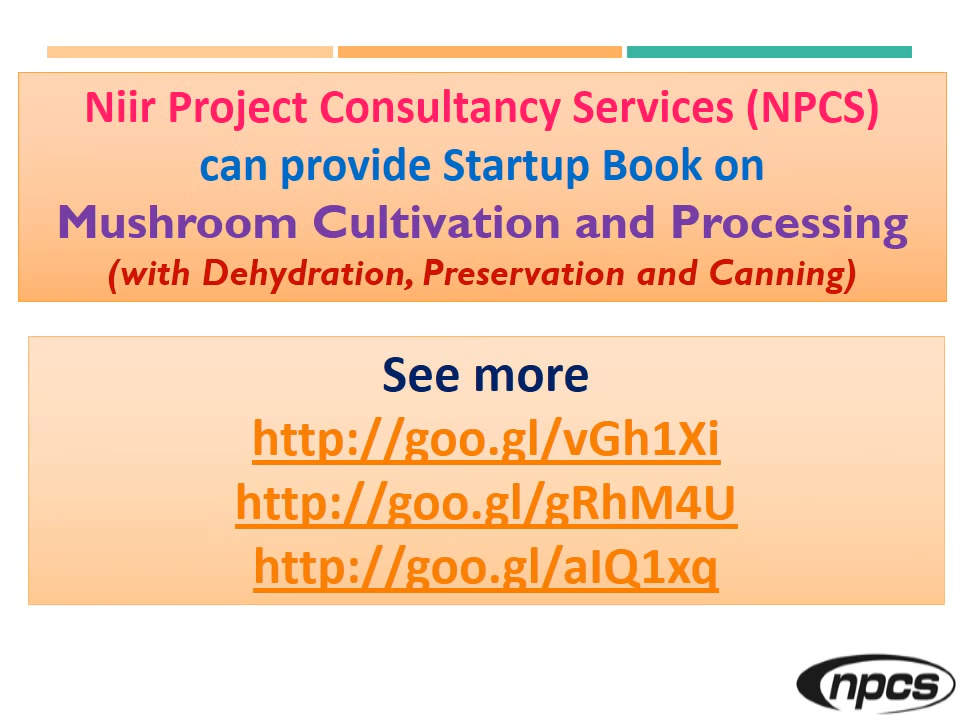 Niir Project Consultancy Services (NPCS)
can provide Startup Book on
Mushroom Cultivation and Processing
(with Dehydration, Preservation and Canning)
See more
http://goo.gl/vGh1Xi
http://goo.gl/gRhM4U
http://goo.gl/aIQ1xq
npcs